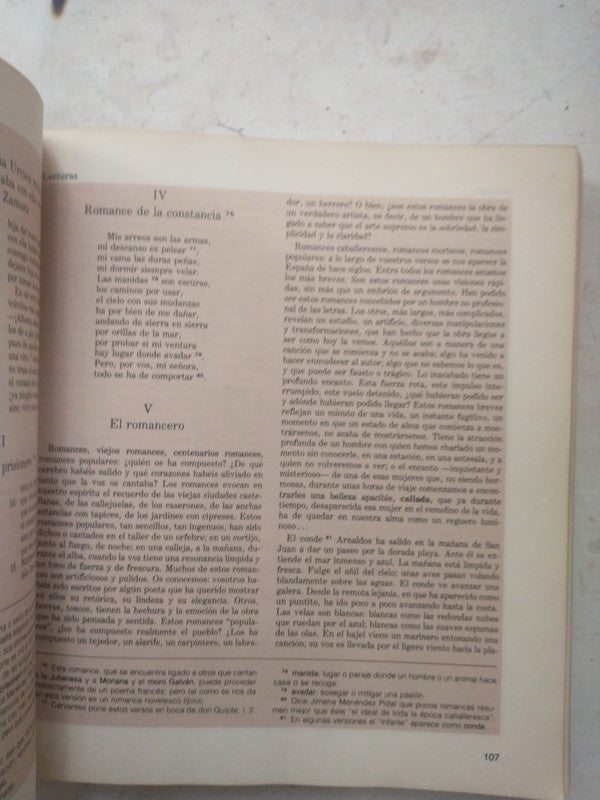 na Urraca
Zamora
hija del
prisionero
Lecturas
IV
Romance de la constancia 76
Mis arreos son las armas,
mi descanso es pelear 77,
mi cama las duras peñas,
mi dormir siempre velar.
Las manidas 78 son escuras,
los caminos por usar,
el cielo con sus mudanzas
ha por bien de me dañar,
andando de sierra en sierra
por orillas de la mar,
por probar si mi ventura
hay lugar donde avadar 79.
Pero, por vos, mi señora,
todo se ha de comportar 80.
V
El romancero
Romances, viejos romances, centenarios romances,
romances populares: ¿quién os ha compuesto? ¿De qué
cerebro habéis salido y qué corazones habéis aliviado en
tanto que la voz os cantaba? Los romances evocan en
nuestro espíritu el recuerdo de las viejas ciudades caste-
llanas, de las callejuelas, de los caserones, de las anchas
estancias con tapices, de los jardines con cipreses. Estos
romances populares, tan sencillos, tan ingenuos, han sido
dichos o cantados en el taller de un orfebre; en un cortijo,
junto al fuego, de noche; en una calleja, a la mañana, du-
rante el alba, cuando la voz tiene una resonancia límpida y
un tono de fuerza y de frescura. Muchos de estos roman-
ces son artificiosos y pulidos. Os conocemos: vosotros ha-
béis sido escritos por algún poeta que ha querido mostrar
en ellos su retórica, su lindeza y su elegancia. Otros,
breves, toscos, tienen la hechura y la emoción de la obra
que ha sido pensada y sentida. Estos romances "popula-
res", ¿los ha compuesto realmente el pueblo? ¿Los ha
compuesto un tejedor, un alarife, un carpintero, un labra-
dor, un herrero? O bien, ¿son estos romances la obra de
un verdadero artista, es decir, de un hombre que ha lle-
gado a saber que el arte supremo es la sobriedad, la sim-
plicidad y la claridad?
Romances caballerescos, romances moriscos, romances
populares: a lo largo de vuestros versos se nos aparece la
España de hace siglos. Entre todos los romances amamos
los más breves. Son estos romances unas visiones rápi-
das, sin más que un embrión de argumento. Han podido
ser estos romances concebidos por un hombre no profesio-
nal de las letras. Los otros, más largos, más complicados,
revelan un estudio, un artificio, diversas manipulaciones
y transformaciones, que han hecho que la obra llegue a
ser como hoy la vemos. Aquéllos son a manera de una
canción que se comienza y no se acaba; algo ha venido a
hacer enmudecer al autor; algo que no sabemos lo que es,
y que puede ser fausto o trágico. Lo inacabado tiene un
profundo encanto. Esta fuerza rota, este impulso inte-
rrumpido, este vuelo detenido, ¿qué hubieran podido ser
y adónde hubieran podido llegar? Estos romances breves
reflejan un minuto de una vida, un instante fugitivo, un
momento en que un estado de alma que comienza a mos-
trársenos, no acaba de mostrársenos. Tiene la atracción
profunda de un hombre con quien hemos charlado un mo-
mento sin conocerle, en una estación, en una antesala, y a
quien no volveremos a ver; o el encanto —inquietante y
misterioso— de una de esas mujeres que, no siendo her-
mosas, durante unas horas de viaje comenzamos a encon-
trarles una belleza apacible, callada, que ya durante
tiempo, desaparecida esa mujer en el remolino de la vida,
ha de quedar en nuestra alma como un reguero lumi-
noso...
El conde 81 Arnaldos ha salido en la mañana de San
Juan a dar un paseo por la dorada playa. Ante él se ex-
tiende el mar inmenso y azul. La mañana está límpida y
fresca. Fulge el añil del cielo; unas aves pasan volando
blandamente sobre las aguas. El conde ve avanzar una
galera. Desde la remota lejanía, en que ha aparecido como
un puntito, ha ido poco a poco avanzando hasta la costa.
Las velas son blancas: blancas como las redondas nubes
que ruedan por el azul; blancas como las suaves espumas
de las olas. En el bajel viene un marinero entonando una
canción; su voz es llevada por el ligero viento hacia la pla-
76 Este romance, que se encuentra ligado a otros que cantan
a la Julianesa y a Moriana y el moro Galván, puede proceder
indirectamente de un poema francés; pero tal como se nos da
en esta versión es un romance novelesco típico.
77 Cervantes pone estos versos en boca de don Quijote. I, 2.
78 manida: lugar o paraje donde un hombre o un animal hace
casa o se recoge.
79 avadar: sosegar o mitigar una pasión.
80 Dice Jimena Menéndez Pidal que pocos romances resu-
men mejor que éste "el ideal de toda la época caballeresca".
81 En algunas versiones el "infante" aparece como conde.
107